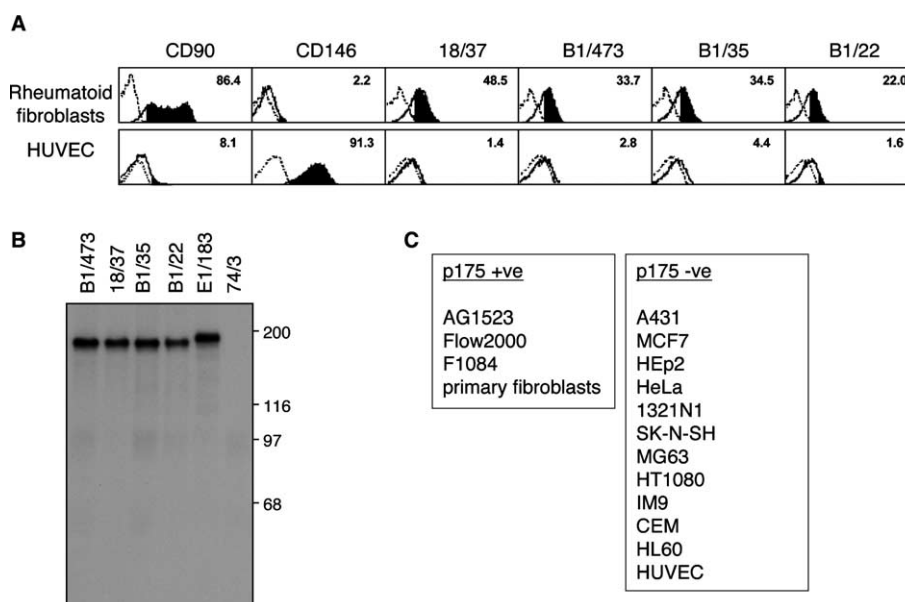 A
CD90 CD146 18/37 B1/473 B1/35 B1/22
Rheumatoid fibroblasts 86.4 2.2 48.5 33.7 34.5 22.0
HUVEC 8.1 91.3 1.4 2.8 4.4 1.6
B
B1/473 18/37 B1/35 B1/22 E1/183 74/3
200
116
97
68
C
p175 +ve
AG1523
Flow2000
F1084
primary fibroblasts
p175 -ve
A431
MCF7
HEp2
HeLa
1321N1
SK-N-SH
MG63
HT1080
IM9
CEM
HL60
HUVEC